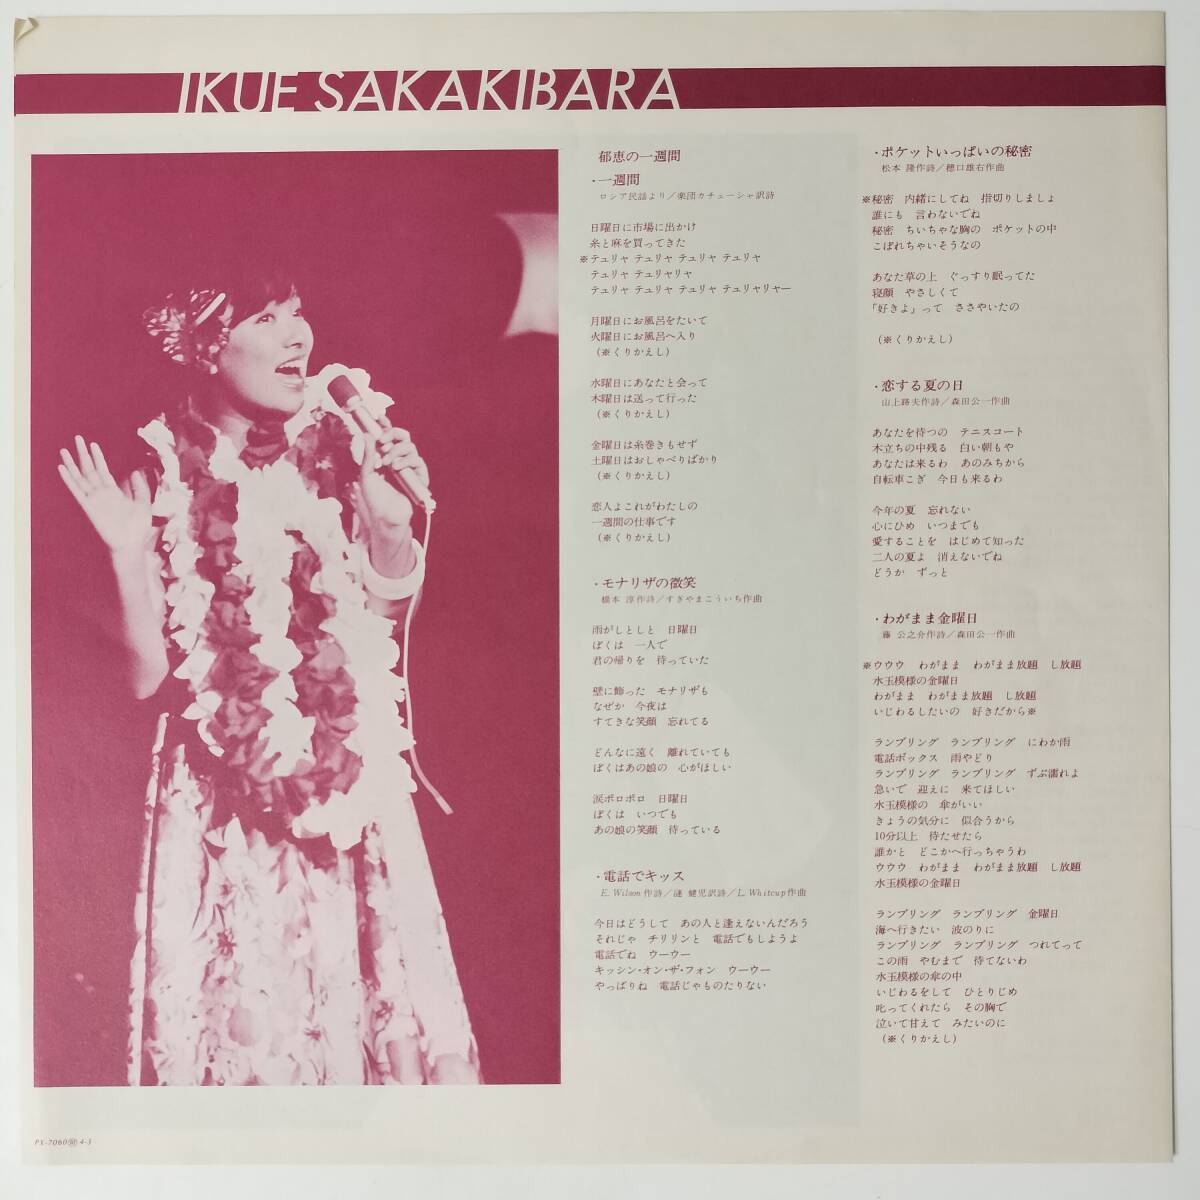 IKUE SAKAKIBARA
郁恵の一週間
・一週間
ロシア民謡より／楽団カチューシャ訳詩
日曜日に市場に出かけ
糸と麻を買ってきた
※テュリャ テュリャ テュリャ テュリャ
テュリャ テュリャリャ
テュリャ テュリャ テュリャ テュリャリャー
月曜日にお風呂をたいて
火曜日にお風呂へ入り
（※くりかえし）
水曜日にあなたと会って
木曜日は送って行った
（※くりかえし）
金曜日は糸巻きもせず
土曜日はおしゃべりばかり
（※くりかえし）
恋人よこれがわたしの
一週間の仕事です
（※くりかえし）
・モナリザの微笑
橋本 淳作詩／すぎやまこういち作曲
雨がしとしと 日曜日
ぼくは 一人で
君の帰りを 待っていた
壁に飾った モナリザも
なぜか 今夜は
すてきな笑顔 忘れてる
どんなに遠く 離れていても
ぼくはあの娘の 心がほしい
涙ポロポロ 日曜日
ぼくは いつでも
あの娘の笑顔 待っている
・電話でキッス
E. Wilson作詩／漣 健児訳詩／L. Whitcup作曲
今日はどうして あの人と逢えないんだろう
それじゃ チリリンと 電話でもしようよ
電話でね ウーウー
キッシン・オン・ザ・フォン ウーウー
やっぱりね 電話じゃものたりない
・ポケットいっぱいの秘密
松本 隆作詩／穂口雄右作曲
※秘密 内緒にしてね 指切りしましょ
誰にも 言わないでね
秘密 ちいちゃな胸の ポケットの中
こぼれちゃいそうなの
あなた草の上 ぐっすり眠ってた
寝顔 やさしくて
「好きよ」って ささやいたの
（※くりかえし）
・恋する夏の日
山上路夫作詩／森田公一作曲
あなたを待つの テニスコート
木立ちの中残る 白い朝もや
あなたは来るわ あのみちから
自転車こぎ 今日も来るわ
今年の夏 忘れない
心にひめ いつまでも
愛することを はじめて知った
二人の夏よ 消えないでね
どうか ずっと
・わがまま金曜日
藤 公之介作詩／森田公一作曲
※ウウウ わがまま わがまま放題 し放題
水玉模様の金曜日
わがまま わがまま放題 し放題
いじわるしたいの 好きだから※
ランブリング ランブリング にわか雨
電話ボックス 雨やどり
ランブリング ランブリング ずぶ濡れよ
急いで 迎えに 来てほしい
水玉模様の 傘がいい
きょうの気分に 似合うから
10分以上 待たせたら
誰かと どこかへ行っちゃうわ
ウウウ わがまま わがまま放題 し放題
水玉模様の金曜日
ランブリング ランブリング 金曜日
海へ行きたい 波のりに
ランブリング ランブリング つれてって
この雨 やむまで 待てないわ
水玉模様の傘の中
いじわるをして ひとりじめ
叱ってくれたら その胸で
泣いて甘えて みたいのに
（※くりかえし）
PX-7060 4-3